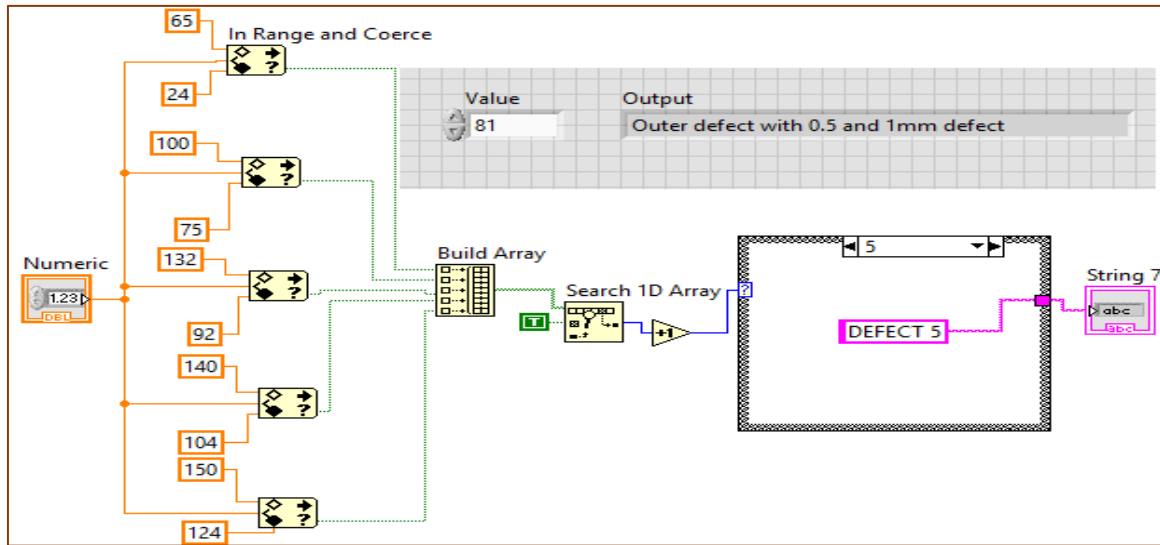 65
In Range and Coerce
24
Value
Output
81
Outer defect with 0.5 and 1mm defect
100
75
Numeric
1.23
DBL
132
92
Build Array
Search 1D Array
T
+1
5
DEFECT 5
String 7
abc
abc
140
104
150
124
?
?
?
?
?
?